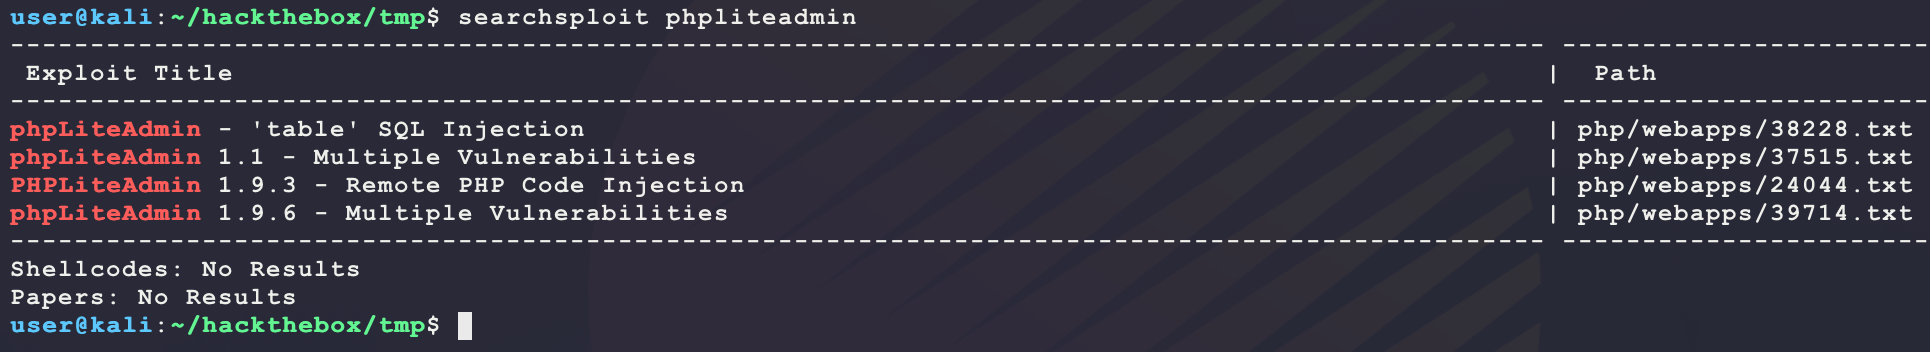 user@kali:~/hackthebox/tmp$ searchsploit phpliteadmin
------------------------------------------------------------------------------------------------ -----------------------
 Exploit Title                                                                                  |  Path
------------------------------------------------------------------------------------------------ -----------------------
phpLiteAdmin - 'table' SQL Injection                                                            | php/webapps/38228.txt
phpLiteAdmin 1.1 - Multiple Vulnerabilities                                                     | php/webapps/37515.txt
PHPLiteAdmin 1.9.3 - Remote PHP Code Injection                                                  | php/webapps/24044.txt
phpLiteAdmin 1.9.6 - Multiple Vulnerabilities                                                   | php/webapps/39714.txt
------------------------------------------------------------------------------------------------ -----------------------
Shellcodes: No Results
Papers: No Results
user@kali:~/hackthebox/tmp$